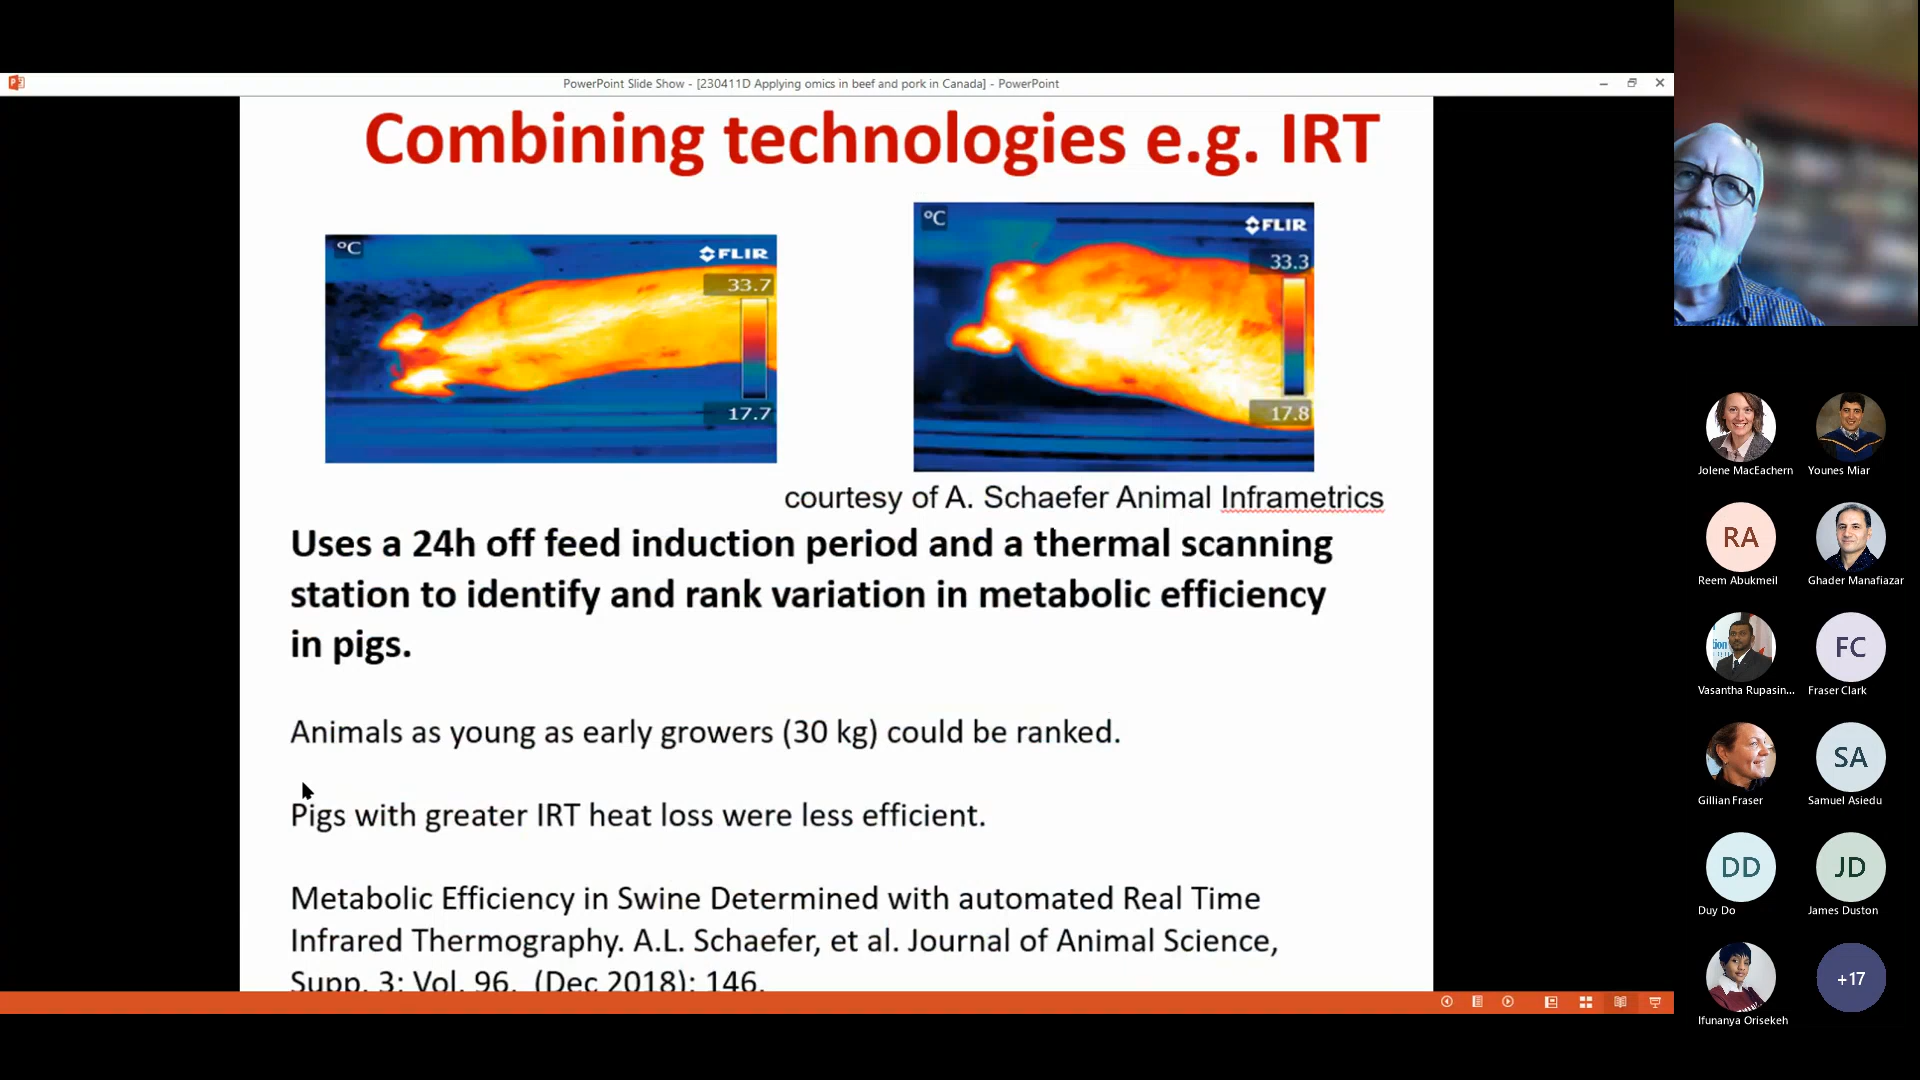 PowerPoint Slide Show - [230411D Applying omics in beef and pork in Canada] - PowerPoint
Combining technologies e.g. IRT
°C
FLIR
33.7
17.7
°C
FLIR
33.3
17.8
courtesy of A. Schaefer Animal Inframetrics
Uses a 24h off feed induction period and a thermal scanning
station to identify and rank variation in metabolic efficiency
in pigs.
Animals as young as early growers (30 kg) could be ranked.
Pigs with greater IRT heat loss were less efficient.
Metabolic Efficiency in Swine Determined with automated Real Time
Infrared Thermography. A.L. Schaefer, et al. Journal of Animal Science,
Supp. 3: Vol. 96. (Dec 2018): 146.
Jolene MacEachern
Younes Miar
RA
Reem Abukmeil
Ghader Manafiazar
Vasantha Rupasin...
FC
Fraser Clark
Gillian Fraser
SA
Samuel Asiedu
DD
Duy Do
JD
James Duston
Ifunanya Orisekeh
+17